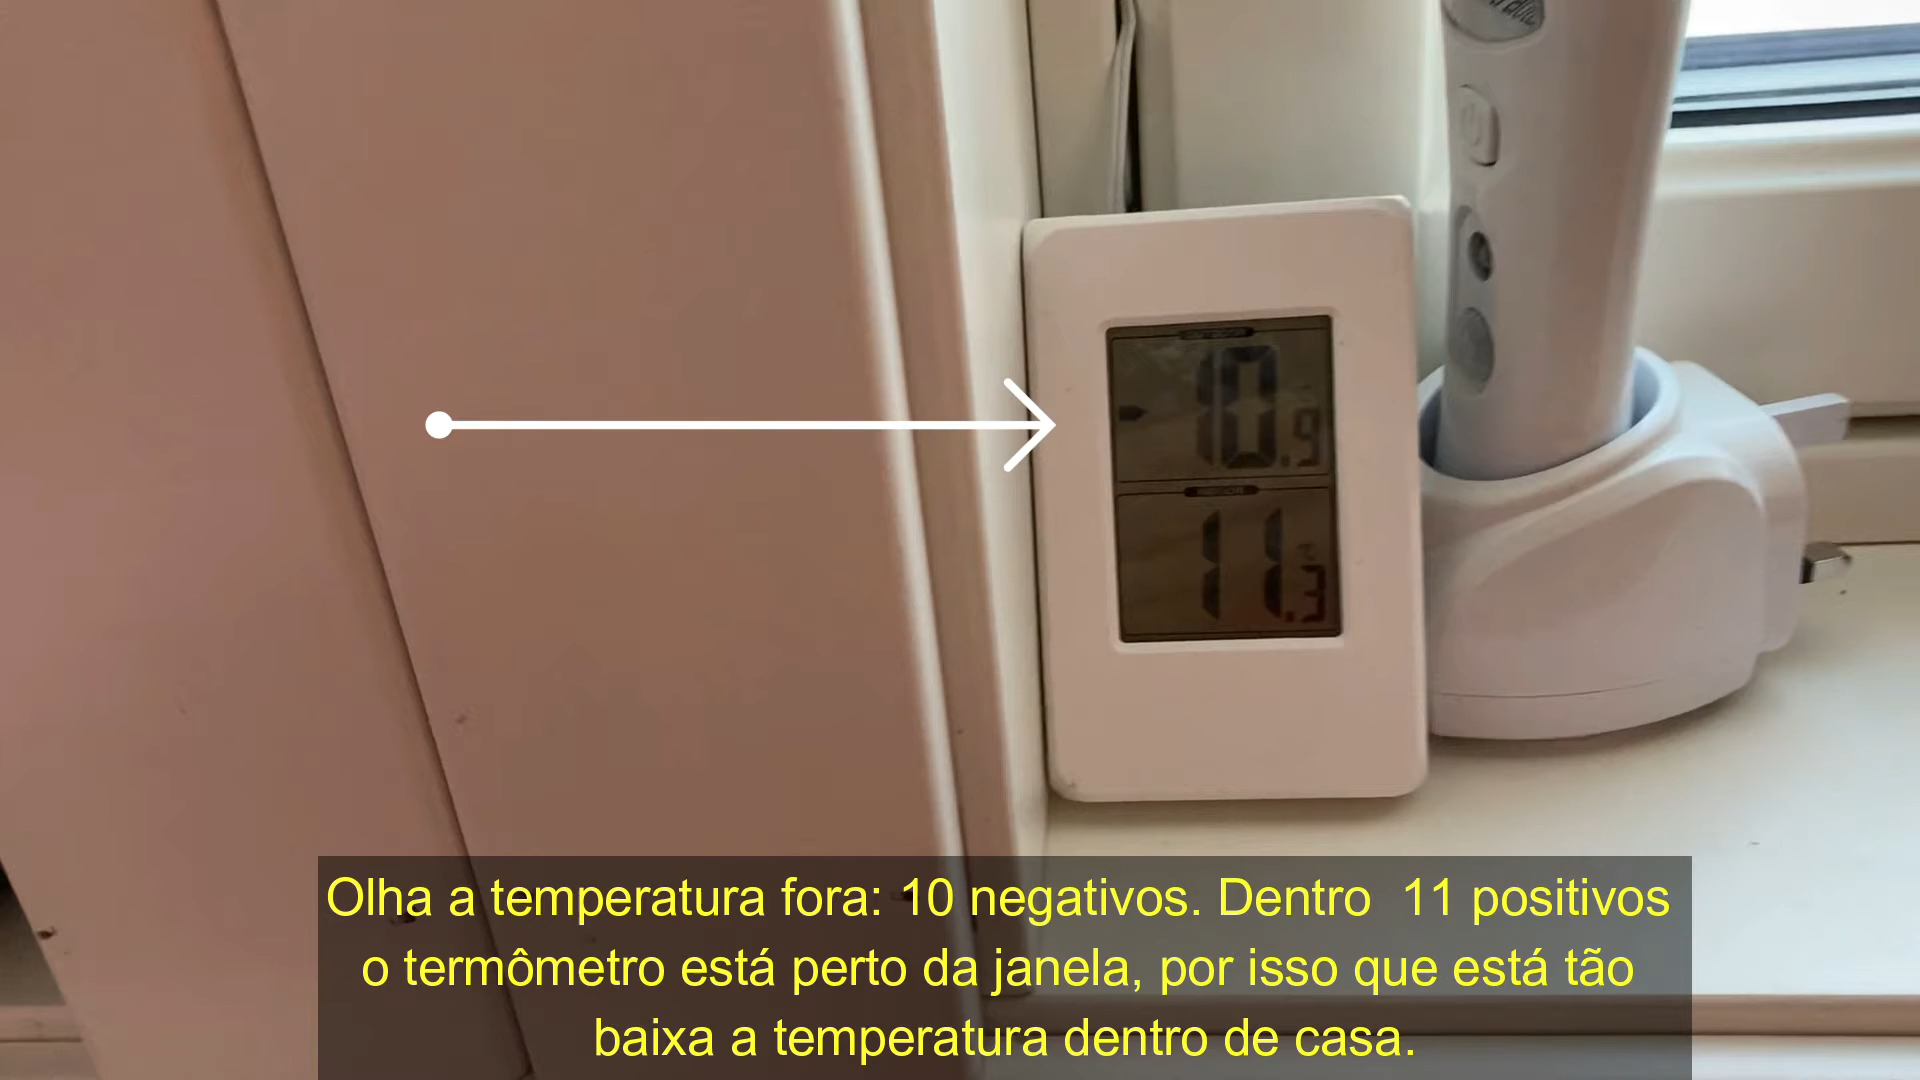 10.9
11.3
Olha a temperatura fora: 10 negativos. Dentro  11 positivos
o termômetro está perto da janela, por isso que está tão
baixa a temperatura dentro de casa.